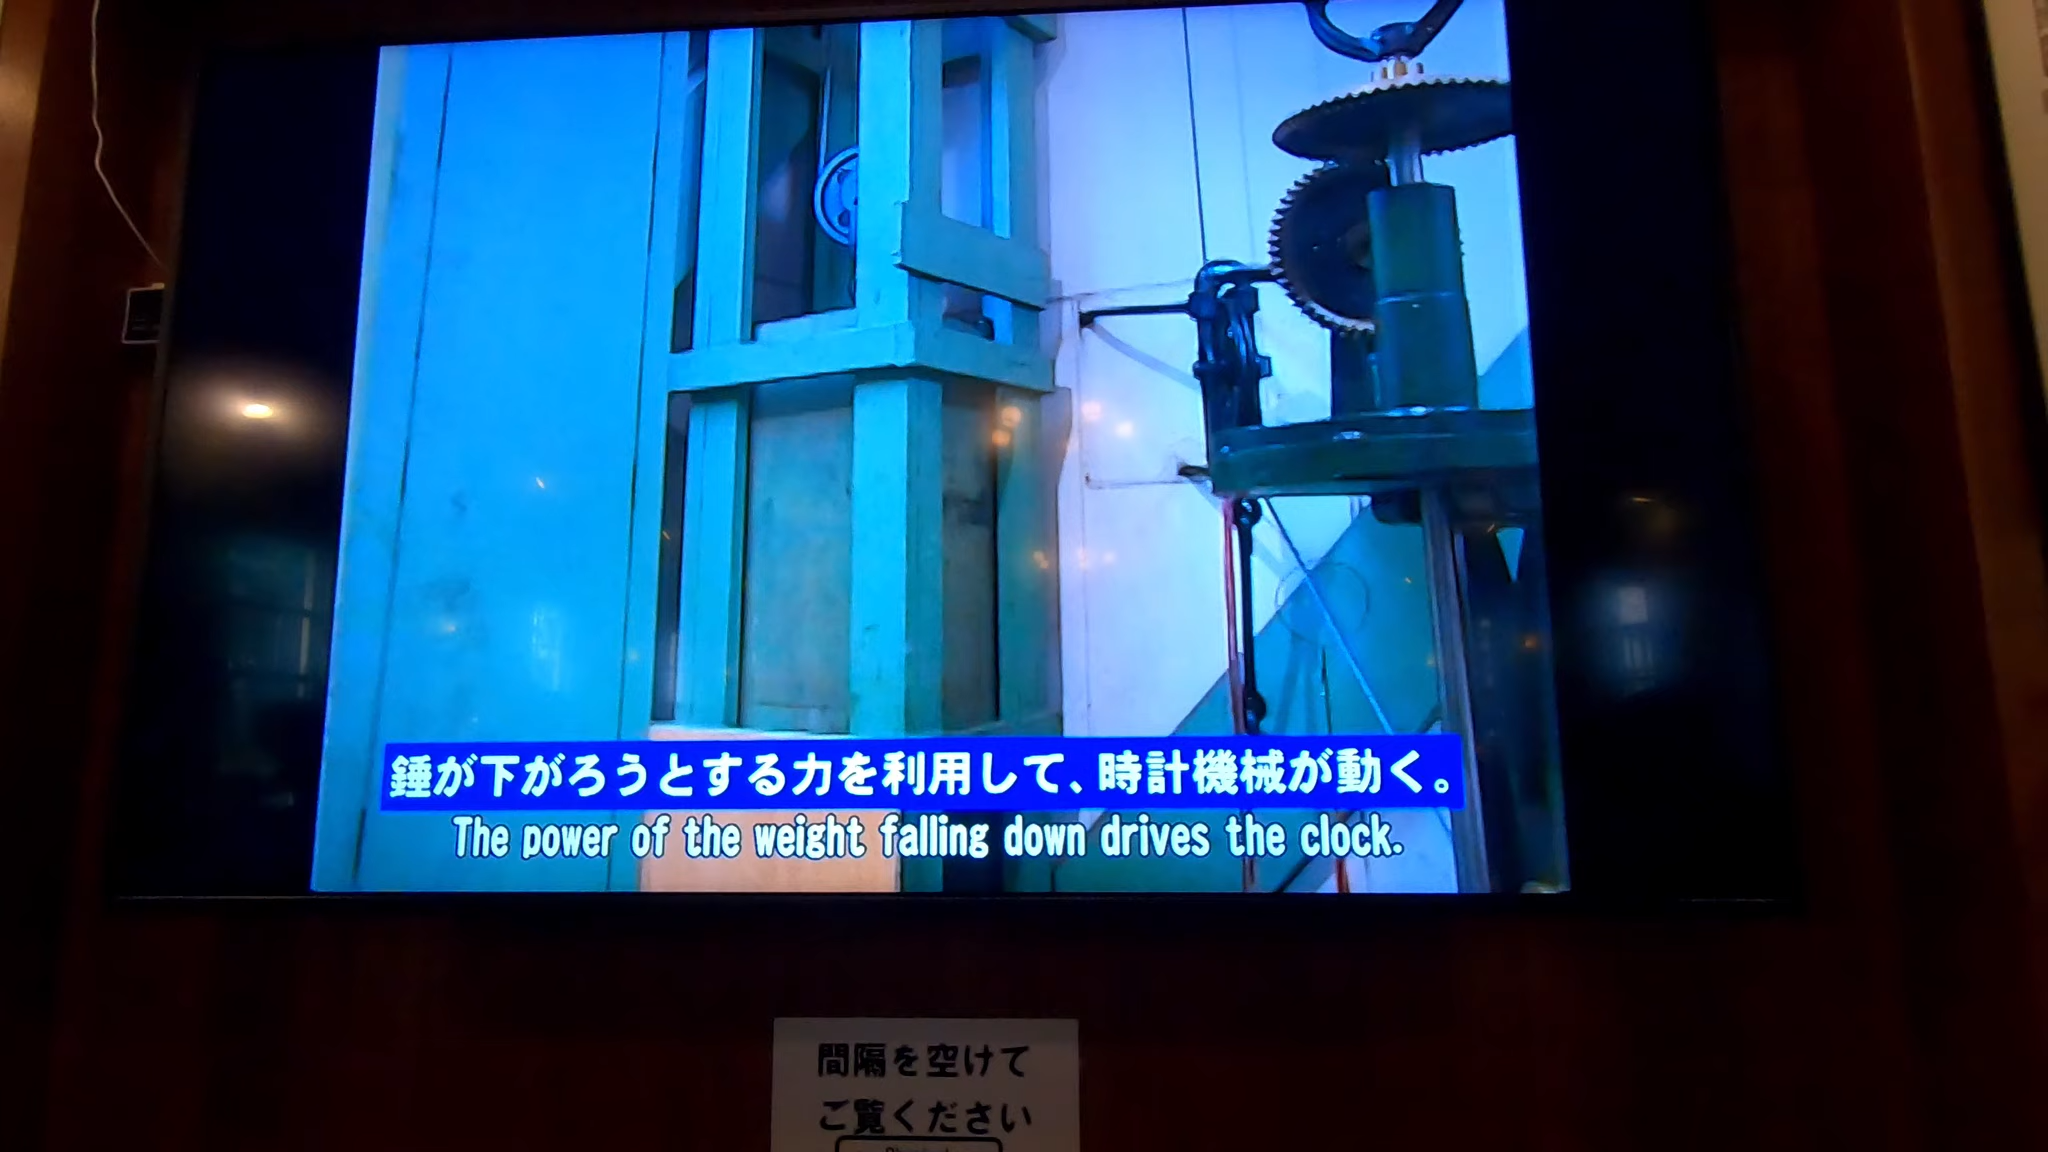 錘が下がろうとする力を利用して、時計機械が動く。
The power of the weight falling down drives the clock.
間隔を空けて
ご覧ください